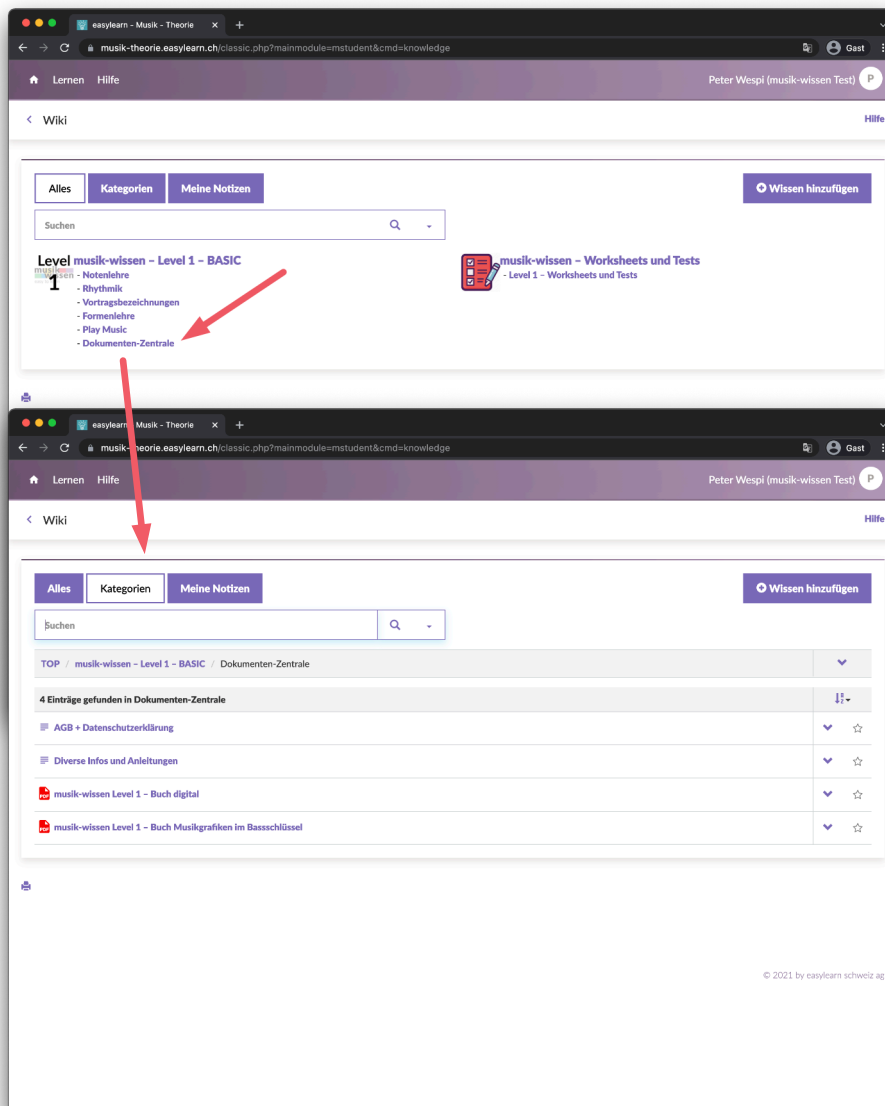 easylearn - Musik - Theorie
musik-theorie.easylearn.ch/classic.php?mainmodule=mstudent&cmd=knowledge
Gast
Lernen Hilfe
Peter Wespi (musik-wissen Test) P
Wiki
Hilfe
Alles Kategorien Meine Notizen
Wissen hinzufügen
Suchen
Level 1
musik-wissen – Level 1 – BASIC
- Notenlehre
- Rhythmik
- Vortragsbezeichnungen
- Formenlehre
- Play Music
- Dokumenten-Zentrale
musik-wissen – Worksheets und Tests
- Level 1 – Worksheets und Tests
easylearn - Musik - Theorie
musik-theorie.easylearn.ch/classic.php?mainmodule=mstudent&cmd=knowledge
Gast
Lernen Hilfe
Peter Wespi (musik-wissen Test) P
Wiki
Hilfe
Alles Kategorien Meine Notizen
Wissen hinzufügen
Suchen
TOP / musik-wissen – Level 1 – BASIC / Dokumenten-Zentrale
4 Einträge gefunden in Dokumenten-Zentrale
AGB + Datenschutzerklärung
Diverse Infos und Anleitungen
PDF musik-wissen Level 1 – Buch digital
PDF musik-wissen Level 1 – Buch Musikgrafiken im Bassschlüssel
© 2021 by easylearn schweiz ag